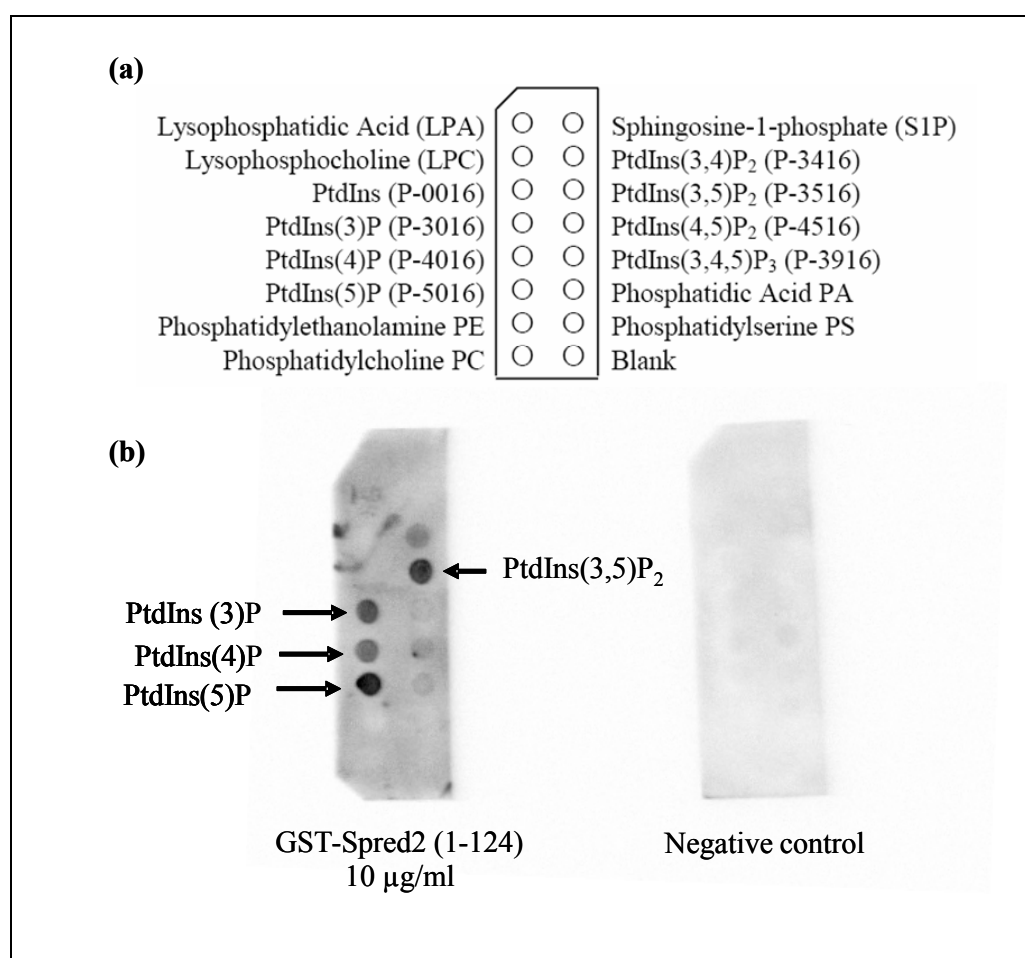 (a)
Lysophosphatidic Acid (LPA)
Sphingosine-1-phosphate (S1P)
Lysophosphocholine (LPC)
PtdIns(3,4)P₂ (P-3416)
PtdIns (P-0016)
PtdIns(3,5)P₂ (P-3516)
PtdIns(3)P (P-3016)
PtdIns(4,5)P₂ (P-4516)
PtdIns(4)P (P-4016)
PtdIns(3,4,5)P₃ (P-3916)
PtdIns(5)P (P-5016)
Phosphatidic Acid PA
Phosphatidylethanolamine PE
Phosphatidylserine PS
Phosphatidylcholine PC
Blank
(b)
PtdIns(3,5)P₂
PtdIns (3)P
PtdIns(4)P
PtdIns(5)P
GST-Spred2 (1-124)
10 µg/ml
Negative control